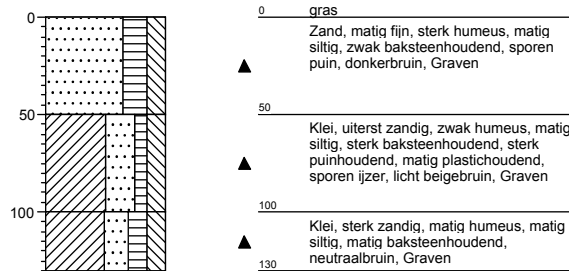 0
50
100
0 gras
Zand, matig fijn, sterk humeus, matig
siltig, zwak baksteenhoudend, sporen
puin, donkerbruin, Graven
50
Klei, uiterst zandig, zwak humeus, matig
siltig, sterk baksteenhoudend, sterk
puinhoudend, matig plastichoudend,
sporen ijzer, licht beigebruin, Graven
100
Klei, sterk zandig, matig humeus, matig
siltig, matig baksteenhoudend,
neutraalbruin, Graven
130